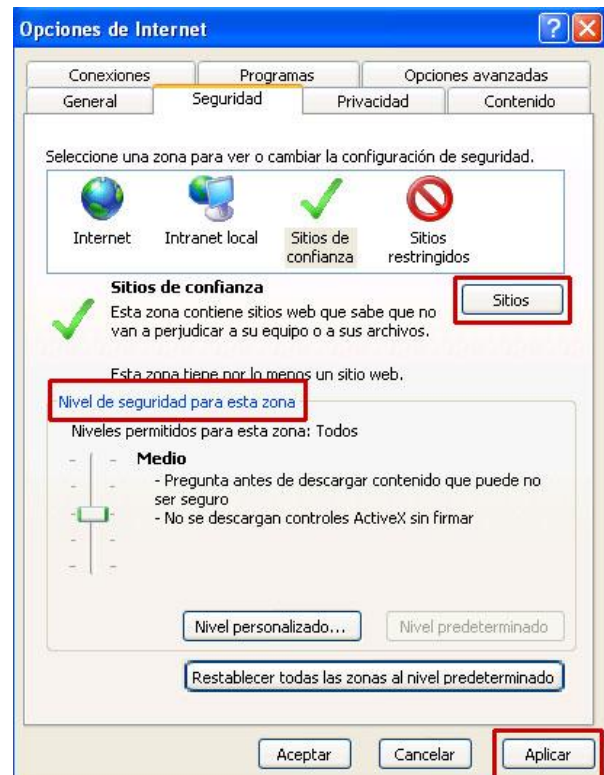 Opciones de Internet
Conexiones Programas Opciones avanzadas
General Seguridad Privacidad Contenido
Seleccione una zona para ver o cambiar la configuración de seguridad.
Internet Intranet local Sitios de confianza Sitios restringidos
Sitios de confianza
Sitios
Esta zona contiene sitios web que sabe que no
van a perjudicar a su equipo o a sus archivos.
Esta zona tiene por lo menos un sitio web.
Nivel de seguridad para esta zona
Niveles permitidos para esta zona: Todos
Medio
- Pregunta antes de descargar contenido que puede no
ser seguro
- No se descargan controles ActiveX sin firmar
Nivel personalizado... Nivel predeterminado
Restablecer todas las zonas al nivel predeterminado
Aceptar Cancelar Aplicar